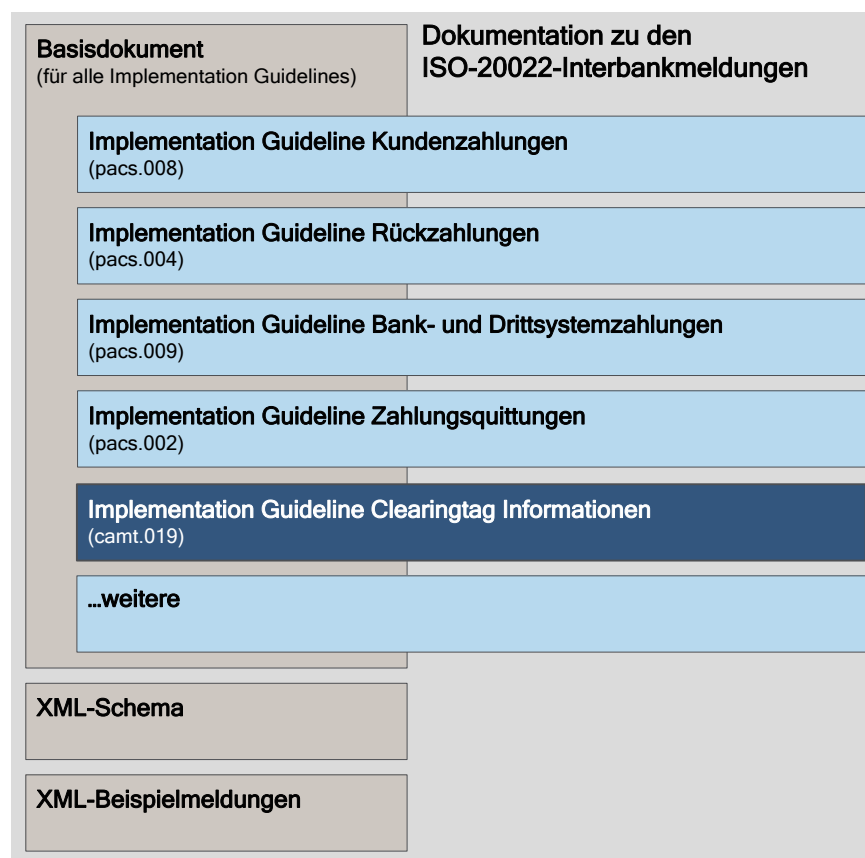 Basisdokument
(für alle Implementation Guidelines)
Dokumentation zu den
ISO-20022-Interbankmeldungen
Implementation Guideline Kundenzahlungen
(pacs.008)
Implementation Guideline Rückzahlungen
(pacs.004)
Implementation Guideline Bank- und Drittsystemzahlungen
(pacs.009)
Implementation Guideline Zahlungsquittungen
(pacs.002)
Implementation Guideline Clearingtag Informationen
(camt.019)
...weitere
XML-Schema
XML-Beispielmeldungen